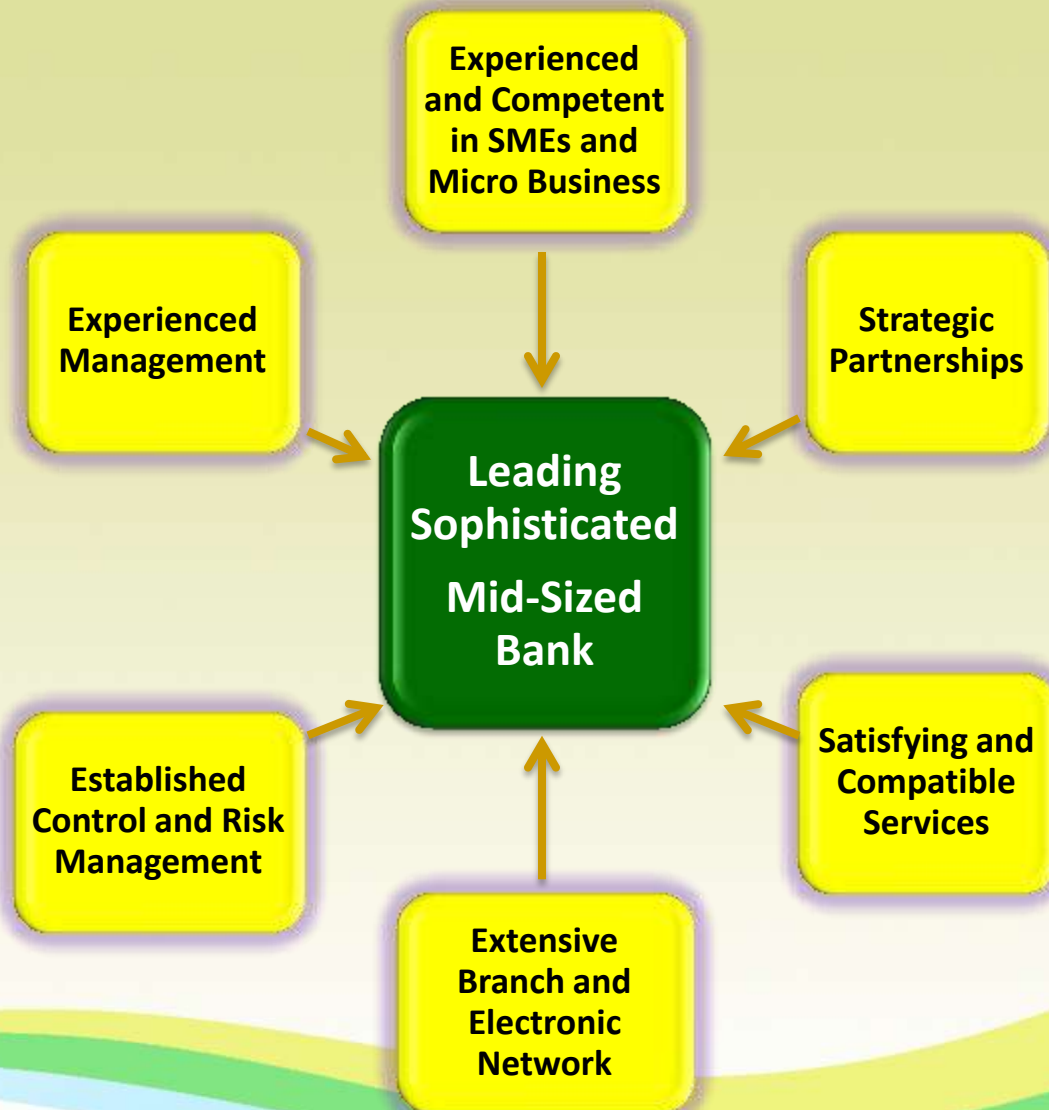 Experienced
and Competent
in SMEs and
Micro Business
Experienced
Management
Strategic
Partnerships
Leading
Sophisticated
Mid-Sized
Bank
Established
Control and Risk
Management
Satisfying and
Compatible
Services
Extensive
Branch and
Electronic
Network